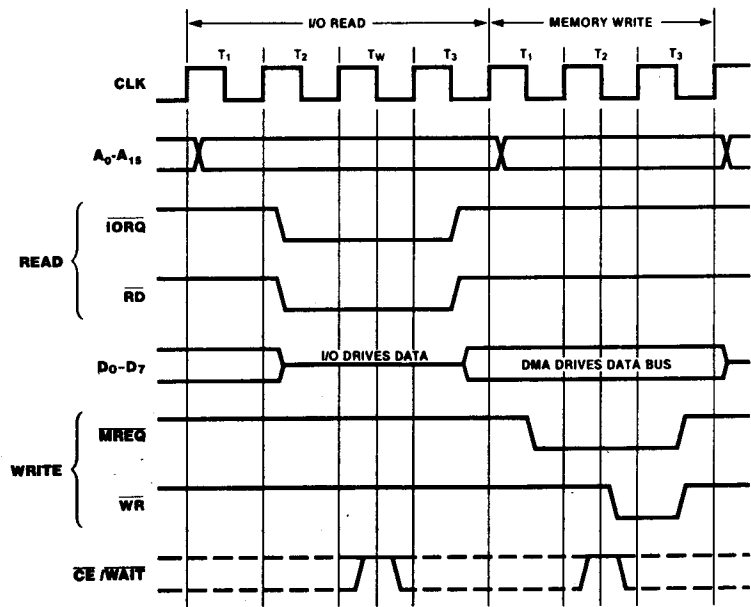 I/O READ MEMORY WRITE
T1 T2 TW T3 T1 T2 T3
CLK
A0-A15
IORQ
READ
RD
I/O DRIVES DATA
D0-D7 DMA DRIVES DATA BUS
MREQ
WRITE
WR
CE /WAIT